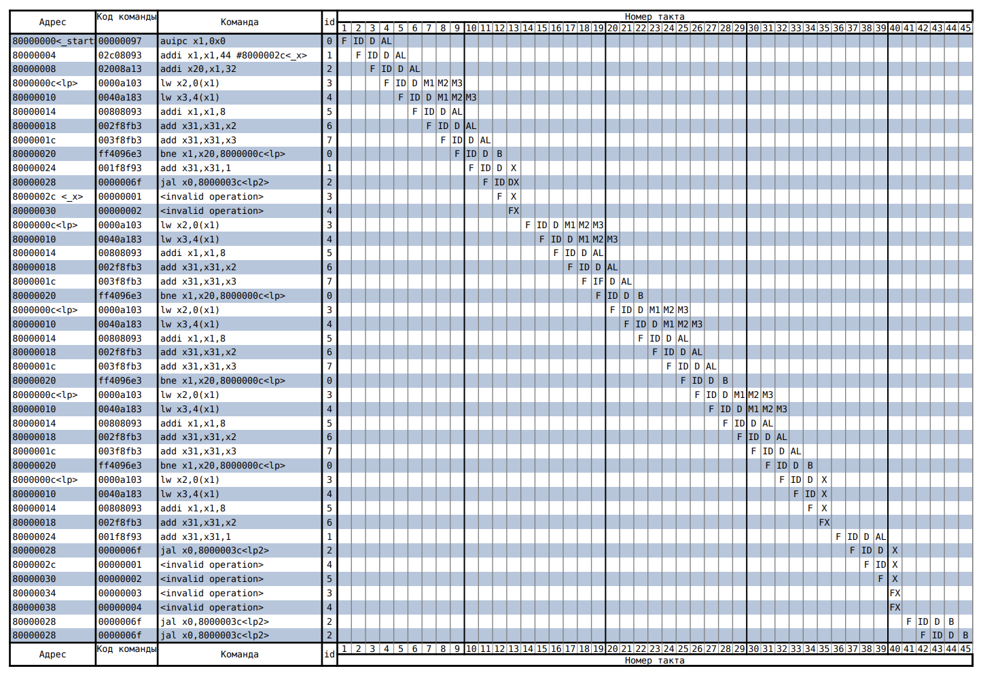 Адрес Код команды Команда id Номер такта
1 2 3 4 5 6 7 8 9 10 11 12 13 14 15 16 17 18 19 20 21 22 23 24 25 26 27 28 29 30 31 32 33 34 35 36 37 38 39 40 41 42 43 44 45
80000000<_start> 00000097 auipc x1,0x0 0 F ID D AL
80000004 02c08093 addi x1,x1,44 #8000002c<_x> 1 F ID D AL
80000008 02008a13 addi x20,x1,32 2 F ID D AL
8000000c<lp> 0000a103 lw x2,0(x1) 3 F ID D M1 M2 M3
80000010 0040a183 lw x3,4(x1) 4 F ID D M1 M2 M3
80000014 00808093 addi x1,x1,8 5 F ID D AL
80000018 002f8fb3 add x31,x31,x2 6 F ID D AL
8000001c 003f8fb3 add x31,x31,x3 7 F ID D AL
80000020 ff4096e3 bne x1,x20,8000000c<lp> 0 F ID D B
80000024 001f8f93 add x31,x31,1 1 F ID D X
80000028 0000006f jal x0,8000003c<lp2> 2 F ID DX
8000002c <_x> 00000001 <invalid operation> 3 F X
80000030 00000002 <invalid operation> 4 FX
8000000c<lp> 0000a103 lw x2,0(x1) 3 F ID D M1 M2 M3
80000010 0040a183 lw x3,4(x1) 4 F ID D M1 M2 M3
80000014 00808093 addi x1,x1,8 5 F ID D AL
80000018 002f8fb3 add x31,x31,x2 6 F ID D AL
8000001c 003f8fb3 add x31,x31,x3 7 F IF D AL
80000020 ff4096e3 bne x1,x20,8000000c<lp> 0 F ID D B
8000000c<lp> 0000a103 lw x2,0(x1) 3 F ID D M1 M2 M3
80000010 0040a183 lw x3,4(x1) 4 F ID D M1 M2 M3
80000014 00808093 addi x1,x1,8 5 F ID D AL
80000018 002f8fb3 add x31,x31,x2 6 F ID D AL
8000001c 003f8fb3 add x31,x31,x3 7 F ID D AL
80000020 ff4096e3 bne x1,x20,8000000c<lp> 0 F ID D B
8000000c<lp> 0000a103 lw x2,0(x1) 3 F ID D M1 M2 M3
80000010 0040a183 lw x3,4(x1) 4 F ID D M1 M2 M3
80000014 00808093 addi x1,x1,8 5 F ID D AL
80000018 002f8fb3 add x31,x31,x2 6 F ID D AL
8000001c 003f8fb3 add x31,x31,x3 7 F ID D AL
80000020 ff4096e3 bne x1,x20,8000000c<lp> 0 F ID D B
8000000c<lp> 0000a103 lw x2,0(x1) 3 F ID D X
80000010 0040a183 lw x3,4(x1) 4 F ID X
80000014 00808093 addi x1,x1,8 5 F X
80000018 002f8fb3 add x31,x31,x2 6 FX
80000024 001f8f93 add x31,x31,1 1 F ID D AL
80000028 0000006f jal x0,8000003c<lp2> 2 F ID D X
8000002c 00000001 <invalid operation> 4 F ID X
80000030 00000002 <invalid operation> 5 F X
80000034 00000003 <invalid operation> 3 FX
80000038 00000004 <invalid operation> 4 FX
80000028 0000006f jal x0,8000003c<lp2> 2 F ID D B
80000028 0000006f jal x0,8000003c<lp2> 2 F ID D B
Адрес Код команды Команда id 1 2 3 4 5 6 7 8 9 10 11 12 13 14 15 16 17 18 19 20 21 22 23 24 25 26 27 28 29 30 31 32 33 34 35 36 37 38 39 40 41 42 43 44 45
Номер такта